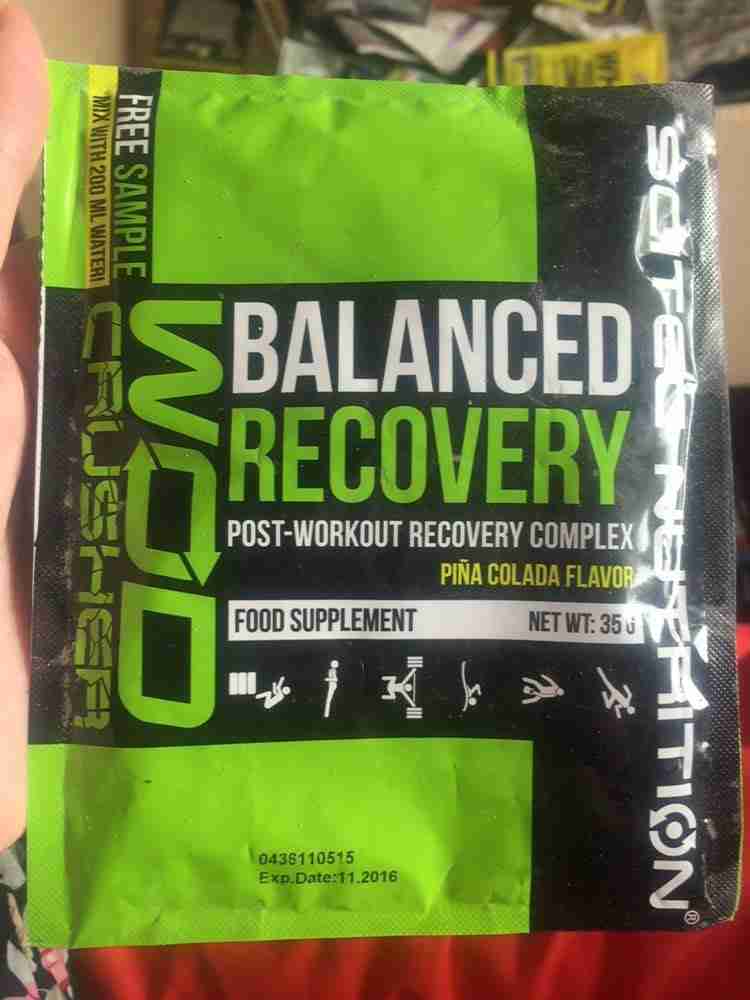 FREE SAMPLE
MIX WITH 200 ML WATER!
WOD
CRUSHER
BALANCED
RECOVERY
POST-WORKOUT RECOVERY COMPLEX
PIÑA COLADA FLAVOR
FOOD SUPPLEMENT
NET WT: 35 G
SCITEC NUTRITION®
0436110515
Exp.Date:11.2016